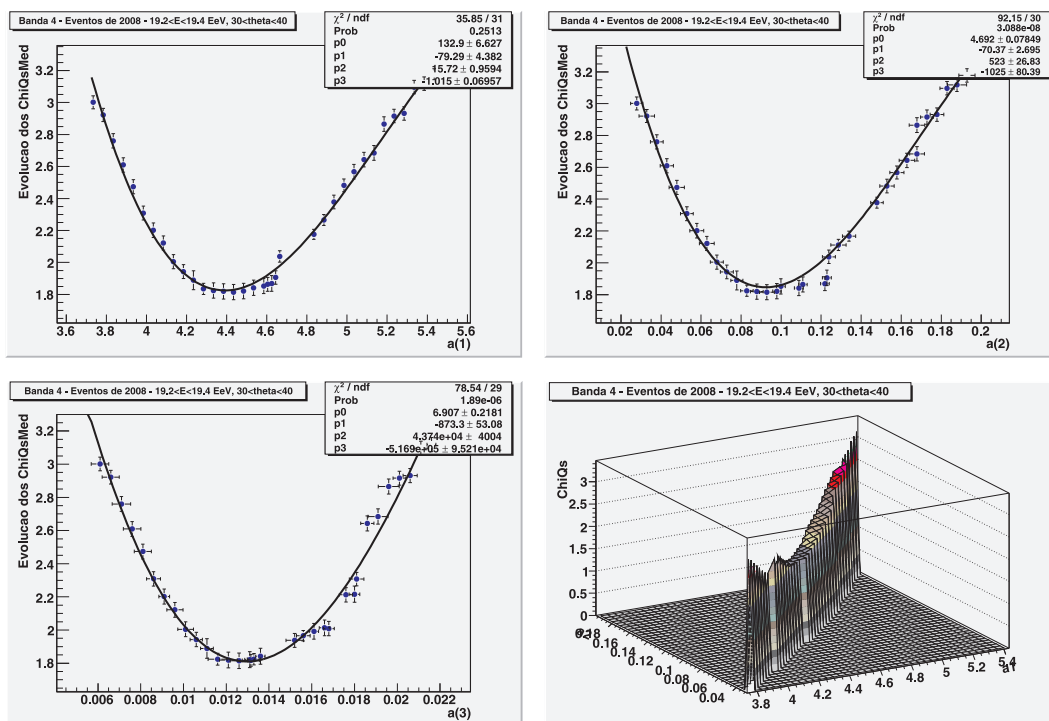 Banda 4 - Eventos de 2008 - 19.2<E<19.4 EeV, 30<theta<40
χ² / ndf 35.85 / 31
Prob 0.2513
p0 132.9 ± 6.627
p1 -79.29 ± 4.382
p2 15.72 ± 0.9594
p3 -1.015 ± 0.06957
Evolucao dos ChiQsMed
3.2
3
2.8
2.6
2.4
2.2
2
1.8
3.6 3.8 4 4.2 4.4 4.6 4.8 5 5.2 5.4 5.6
a(1)
Banda 4 - Eventos de 2008 - 19.2<E<19.4 EeV, 30<theta<40
χ² / ndf 92.15 / 30
Prob 3.088e-08
p0 4.692 ± 0.07849
p1 -70.37 ± 2.695
p2 523 ± 26.83
p3 -1025 ± 80.39
Evolucao dos ChiQsMed
3.2
3
2.8
2.6
2.4
2.2
2
1.8
0.02 0.04 0.06 0.08 0.1 0.12 0.14 0.16 0.18 0.2
a(2)
Banda 4 - Eventos de 2008 - 19.2<E<19.4 EeV, 30<theta<40
χ² / ndf 78.54 / 29
Prob 1.89e-06
p0 6.907 ± 0.2181
p1 -873.3 ± 53.08
p2 4.374e+04 ± 4004
p3 -5.169e+05 ± 9.521e+04
Evolucao dos ChiQsMed
3.2
3
2.8
2.6
2.4
2.2
2
1.8
0.006 0.008 0.01 0.012 0.014 0.016 0.018 0.02 0.022
a(3)
Banda 4 - Eventos de 2008 - 19.2<E<19.4 EeV, 30<theta<40
ChiQs
3
2.5
2
1.5
1
0.5
0
0.18
0.16
0.14
0.12
0.1
0.08
0.06
0.04
3.8 4 4.2 4.4 4.6 4.8 5 5.2 5.4
a1